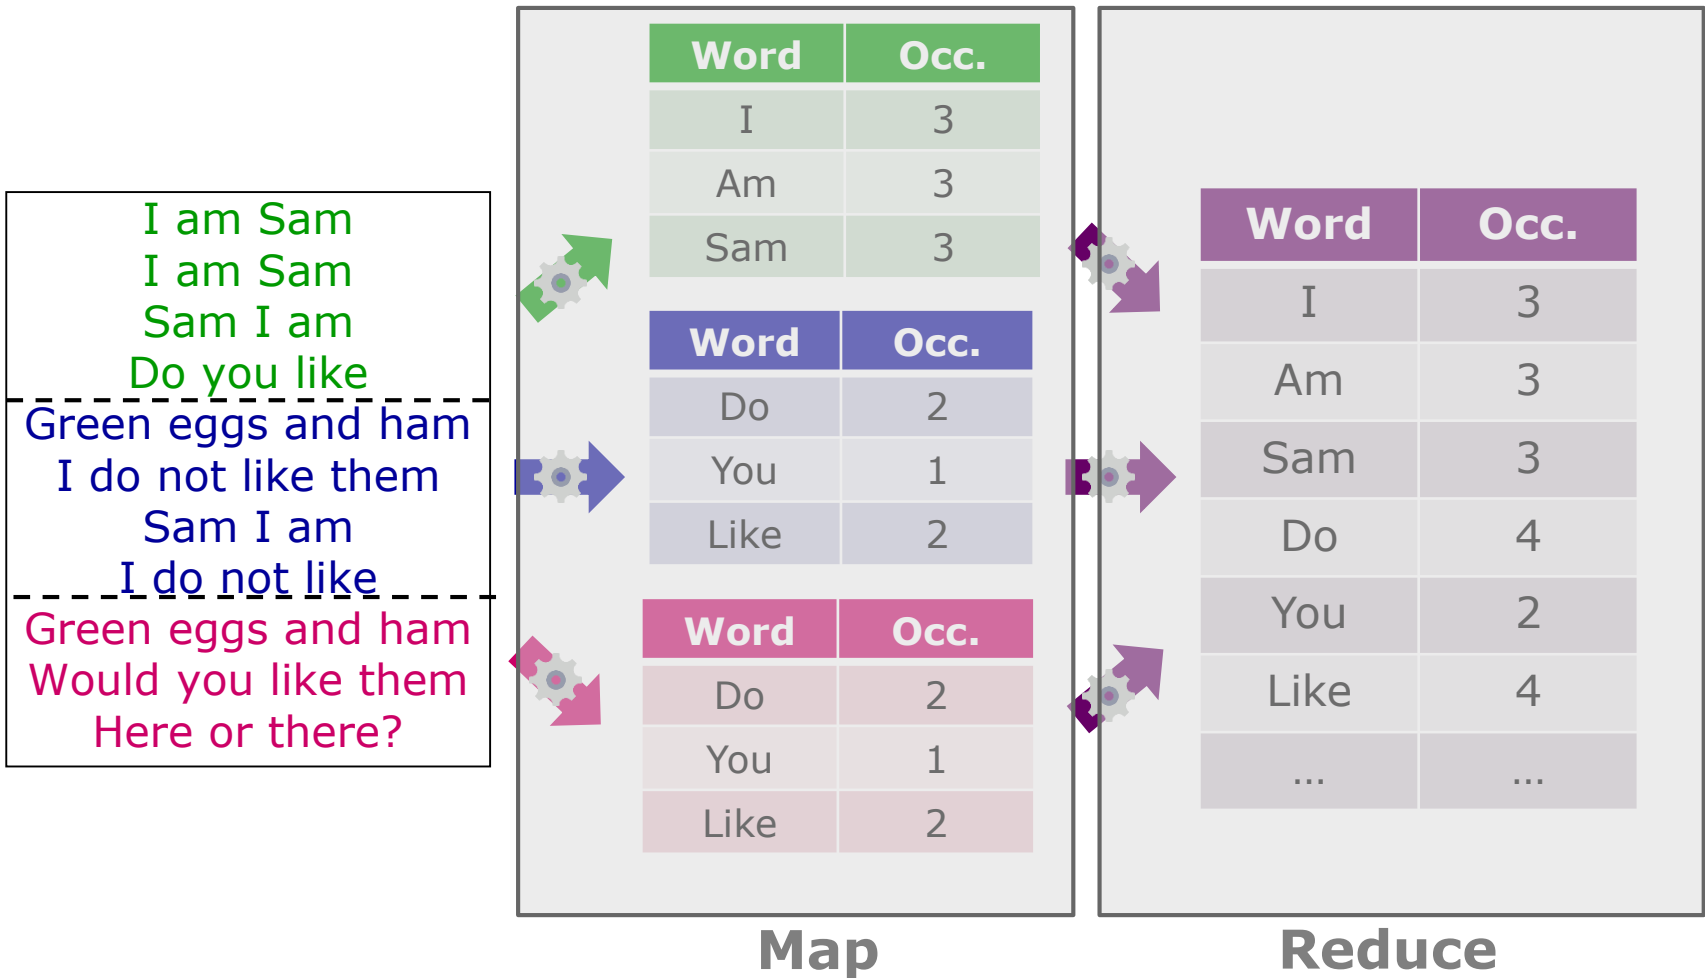 I am Sam
I am Sam
Sam I am
Do you like
Green eggs and ham
I do not like them
Sam I am
I do not like
Green eggs and ham
Would you like them
Here or there?
Word Occ.
I 3
Am 3
Sam 3
Word Occ.
Do 2
You 1
Like 2
Word Occ.
Do 2
You 1
Like 2
Map
Word Occ.
I 3
Am 3
Sam 3
Do 4
You 2
Like 4
... ...
Reduce